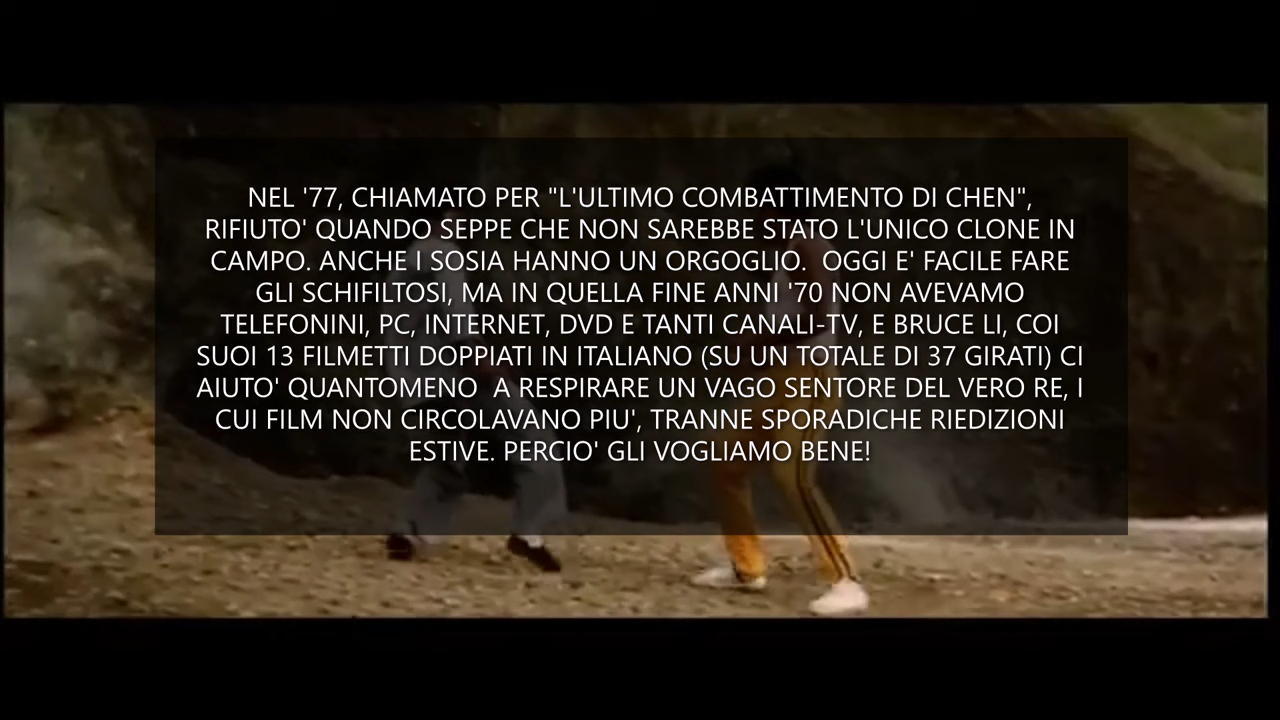 NEL '77, CHIAMATO PER "L'ULTIMO COMBATTIMENTO DI CHEN",
RIFIUTO' QUANDO SEPPE CHE NON SAREBBE STATO L'UNICO CLONE IN
CAMPO. ANCHE I SOSIA HANNO UN ORGOGLIO.  OGGI E' FACILE FARE
GLI SCHIFILTOSI, MA IN QUELLA FINE ANNI '70 NON AVEVAMO
TELEFONINI, PC, INTERNET, DVD E TANTI CANALI-TV, E BRUCE LI, COI
SUOI 13 FILMETTI DOPPIATI IN ITALIANO (SU UN TOTALE DI 37 GIRATI) CI
AIUTO' QUANTOMENO  A RESPIRARE UN VAGO SENTORE DEL VERO RE, I
CUI FILM NON CIRCOLAVANO PIU', TRANNE SPORADICHE RIEDIZIONI
ESTIVE. PERCIO' GLI VOGLIAMO BENE!